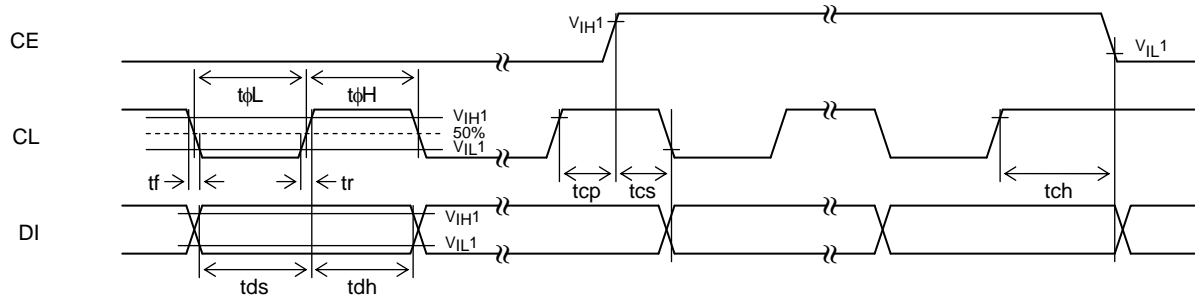 CE
VIH1
VIL1
tϕL
tϕH
CL
VIH1
50%
VIL1
tf
tr
tcp
tcs
tch
DI
VIH1
VIL1
tds
tdh